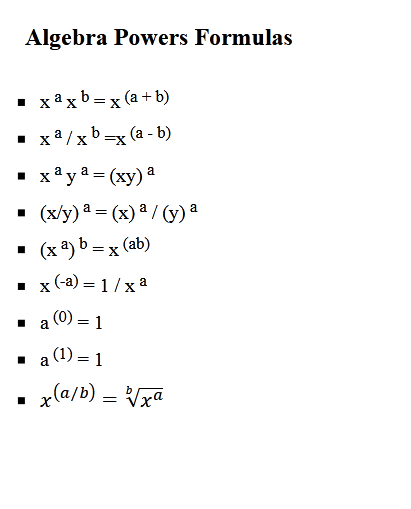 Algebra Powers Formulas
▪ x ᵃ x ᵇ = x ⁽ᵃ ⁺ ᵇ⁾
▪ x ᵃ / x ᵇ =x ⁽ᵃ ⁻ ᵇ⁾
▪ x ᵃ y ᵃ = (xy) ᵃ
▪ (x/y) ᵃ = (x) ᵃ / (y) ᵃ
▪ (x ᵃ) ᵇ = x ⁽ᵃᵇ⁾
▪ x ⁽⁻ᵃ⁾ = 1 / x ᵃ
▪ a ⁽⁰⁾ = 1
▪ a ⁽¹⁾ = 1
▪ x^(a/b) = ᵇ√xᵃ